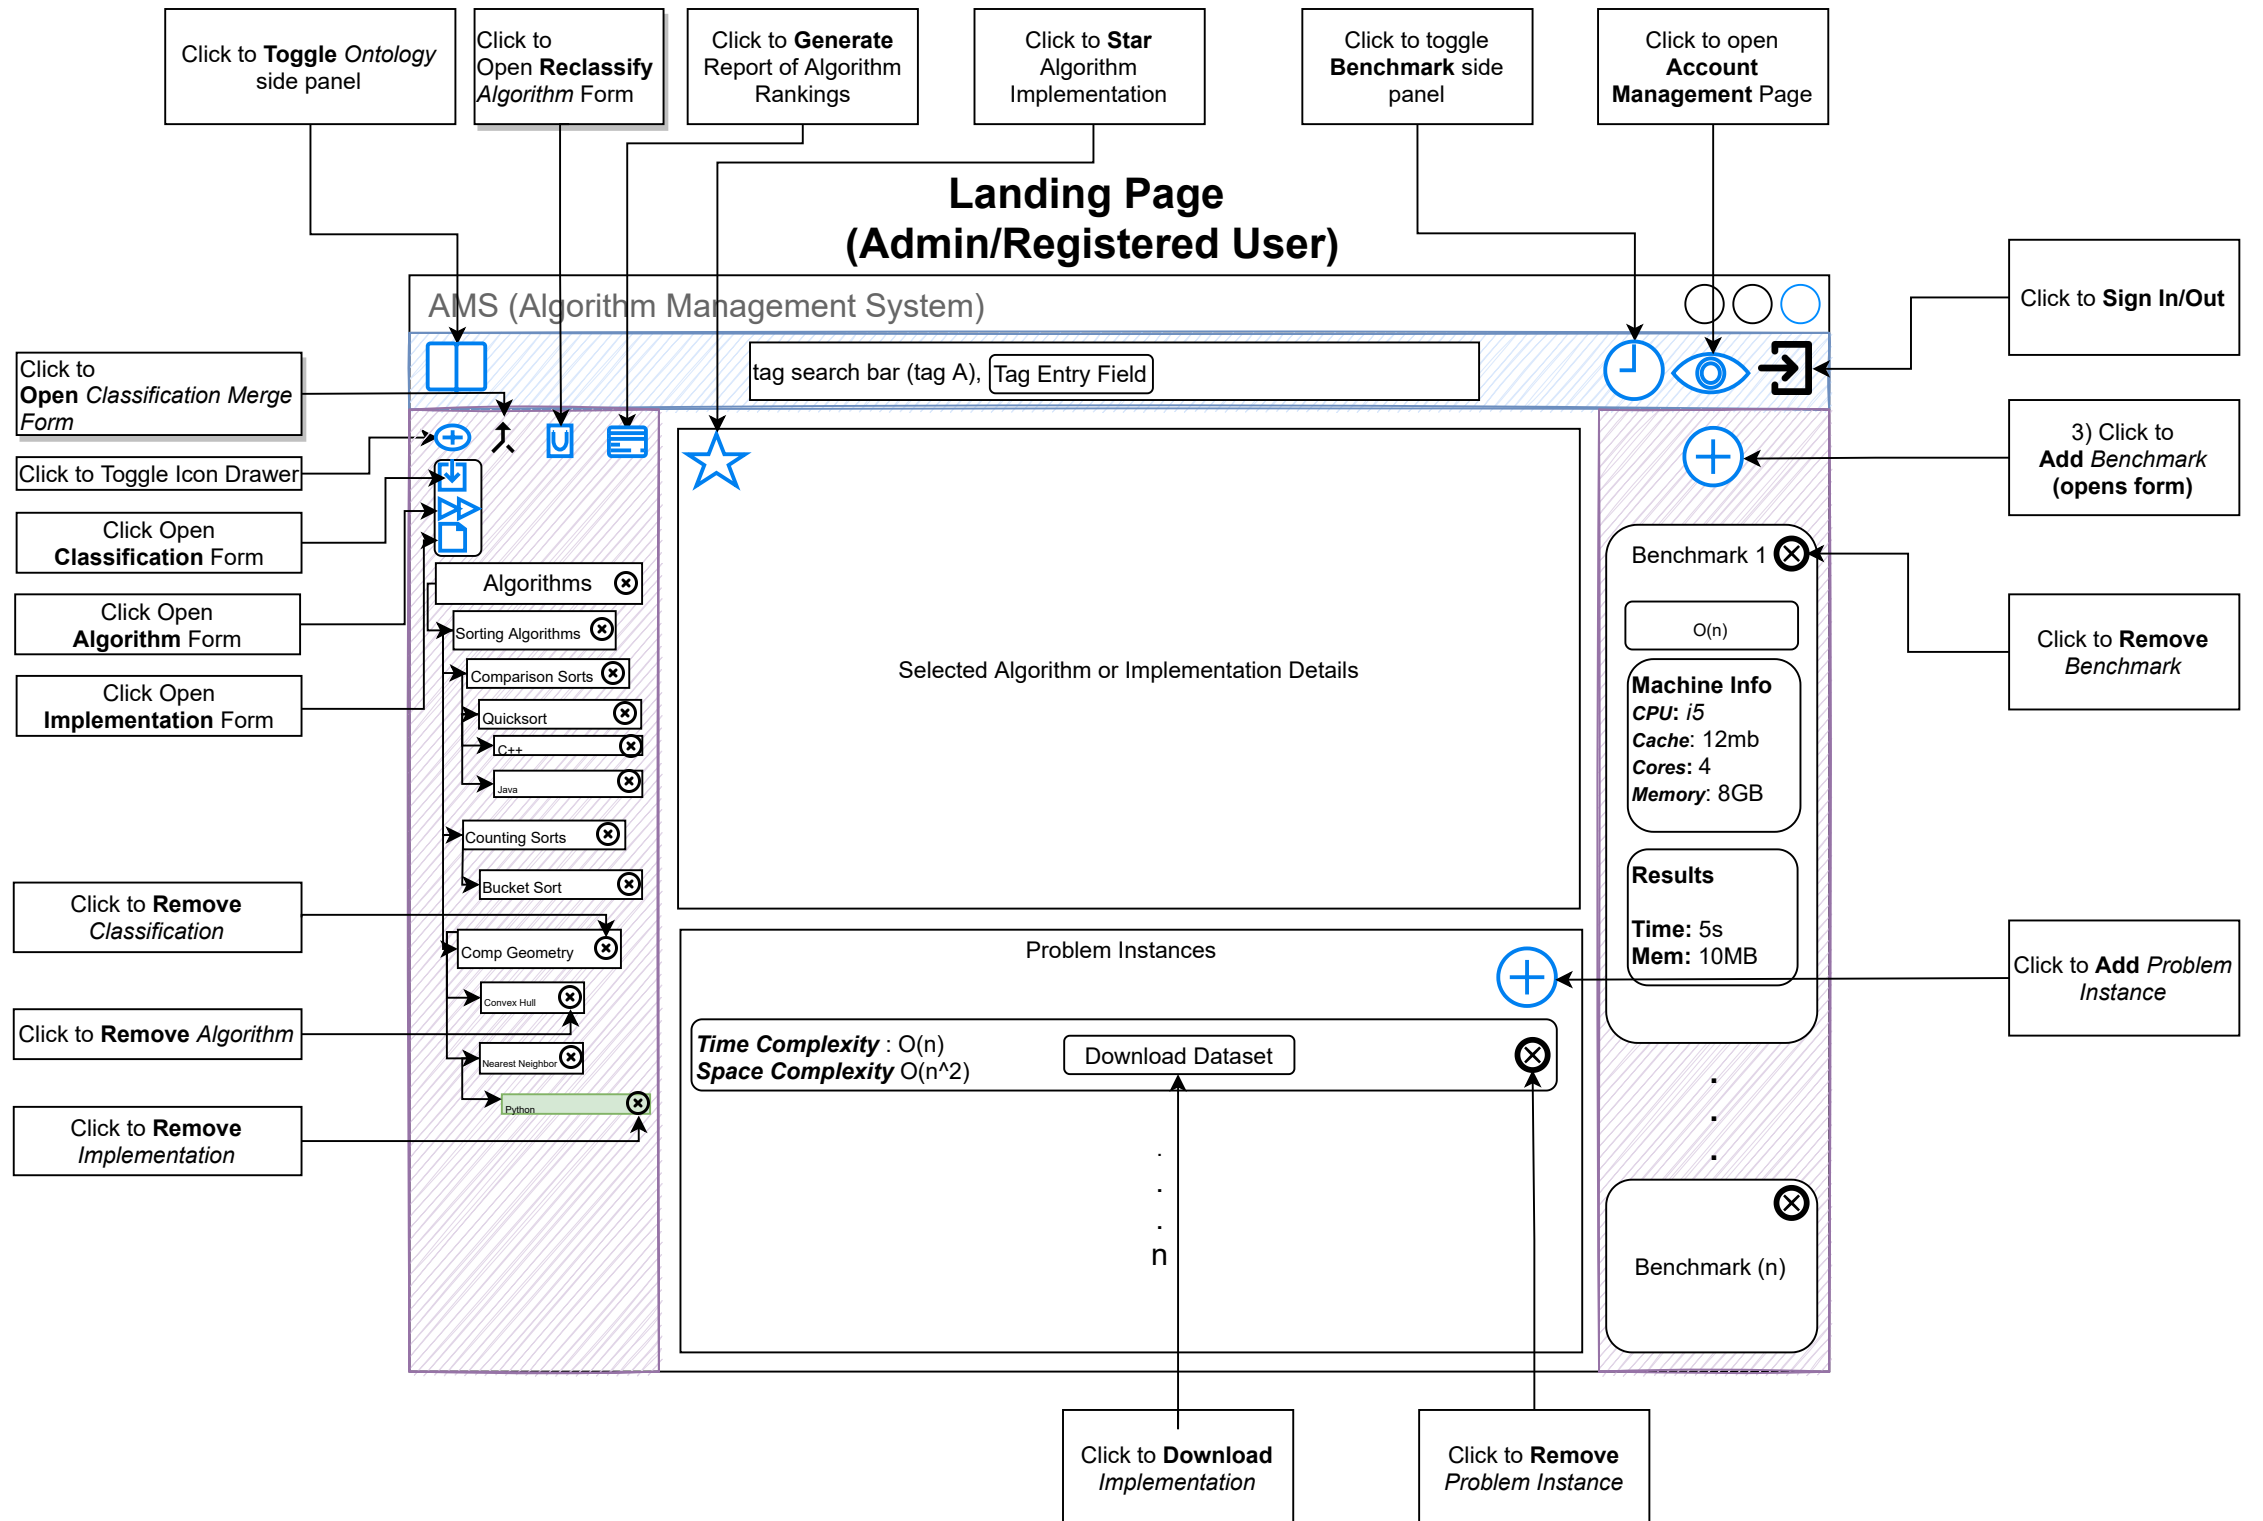 Click to Toggle Ontology
side panel
Click to
Open Reclassify
Algorithm Form
Click to Generate
Report of Algorithm
Rankings
Click to Star
Algorithm
Implementation
Click to toggle
Benchmark side
panel
Click to open
Account
Management Page
Landing Page
(Admin/Registered User)
AMS (Algorithm Management System)
Click to Sign In/Out
tag search bar (tag A), Tag Entry Field
Click to
Open Classification Merge
Form
Click to Toggle Icon Drawer
Click Open
Classification Form
Click Open
Algorithm Form
Click Open
Implementation Form
Click to Remove
Classification
Click to Remove Algorithm
Click to Remove
Implementation
Algorithms
Sorting Algorithms
Comparison Sorts
Quicksort
C++
Java
Counting Sorts
Bucket Sort
Comp Geometry
Convex Hull
Nearest Neighbor
Python
Selected Algorithm or Implementation Details
Problem Instances
Time Complexity : O(n)
Space Complexity O(n^2)
Download Dataset
.
.
.
n
Benchmark 1
O(n)
Machine Info
CPU: i5
Cache: 12mb
Cores: 4
Memory: 8GB
Results
Time: 5s
Mem: 10MB
.
.
.
Benchmark (n)
3) Click to
Add Benchmark
(opens form)
Click to Remove
Benchmark
Click to Add Problem
Instance
Click to Download
Implementation
Click to Remove
Problem Instance